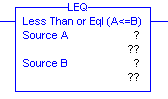 LEQ
Less Than or Eql (A<=B)
Source A ?
??
Source B ?
??